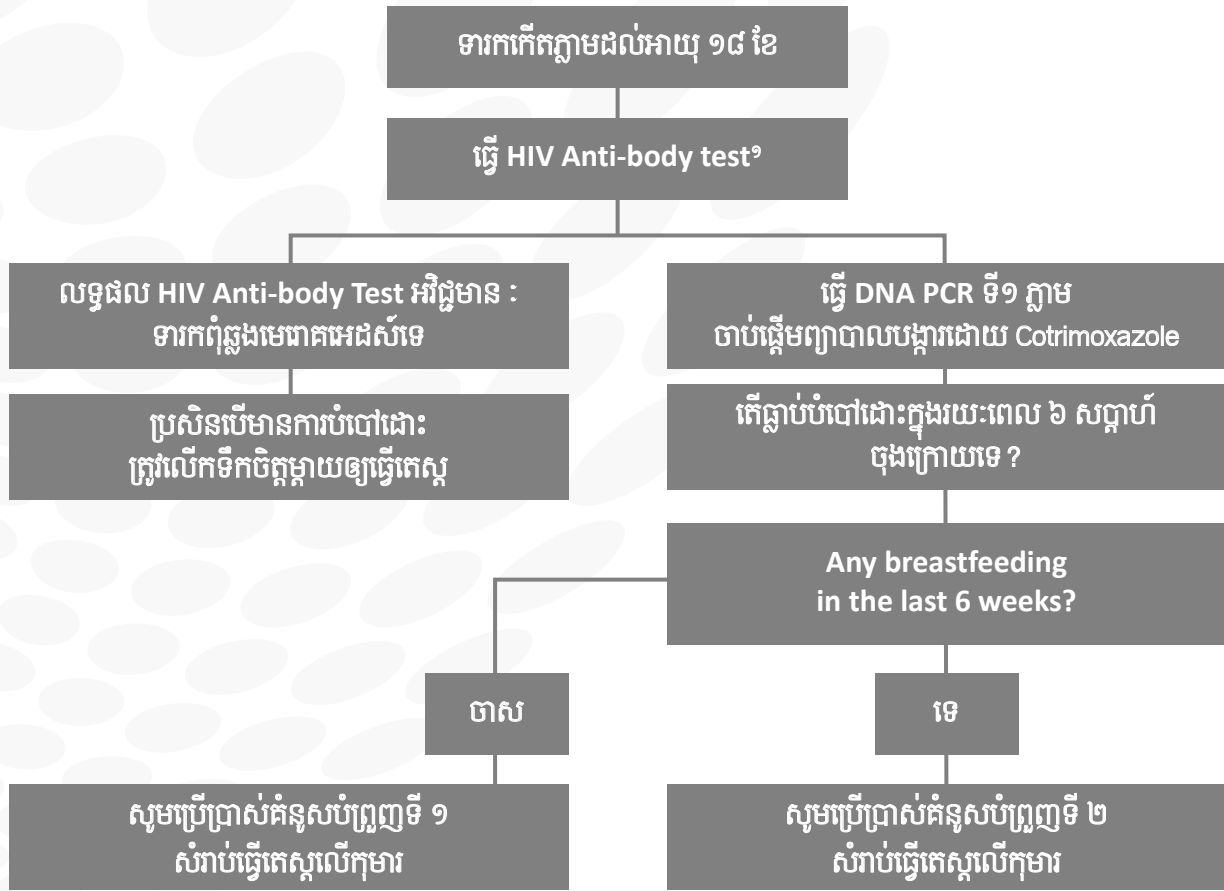 ទារកកើតភ្លាមដល់អាយុ ១៨ ខែ
ធ្វើ HIV Anti-body test⁹
លទ្ធផល HIV Anti-body Test អវិជ្ជមាន ៈ
ទារកពុំឆ្លងមេរោគអេដស៍ទេ
ប្រសិនបើមានការបំបៅដោះ
ត្រូវលើកទឹកចិត្តម្តាយឲ្យធ្វើតេស្ត
ធ្វើ DNA PCR ទី១ ភ្លាម
ចាប់ផ្តើមព្យាបាលបង្ការដោយ Cotrimoxazole
តើធ្លាប់បំបៅដោះក្នុងរយៈពេល ៦ សប្តាហ៍
ចុងក្រោយទេ ?
Any breastfeeding
in the last 6 weeks?
ចាស
ទេ
សូមប្រើប្រាស់គំនូសបំព្រួញទី ១
សំរាប់ធ្វើតេស្តលើកុមារ
សូមប្រើប្រាស់គំនូសបំព្រួញទី ២
សំរាប់ធ្វើតេស្តលើកុមារ